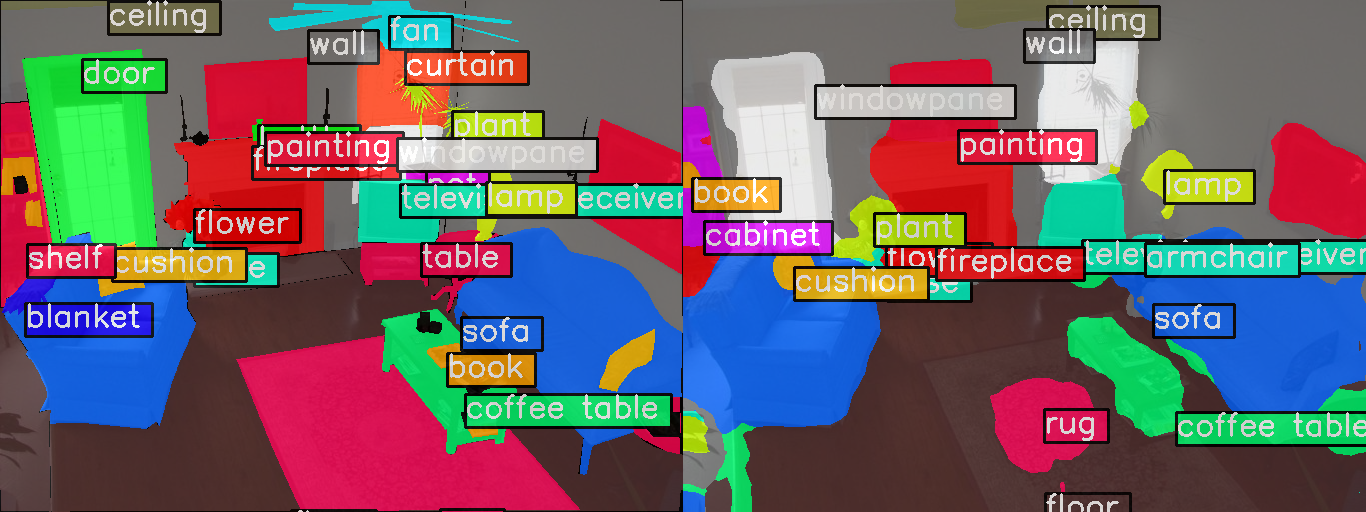 ceiling
fan
wall
curtain
door
plant
painting
windowpane
lamp
flower
shelf
cushion
table
blanket
sofa
book
coffee table
ceiling
wall
windowpane
painting
book
lamp
cabinet
plant
fireplace
armchair
cushion
sofa
rug
coffee table
floor